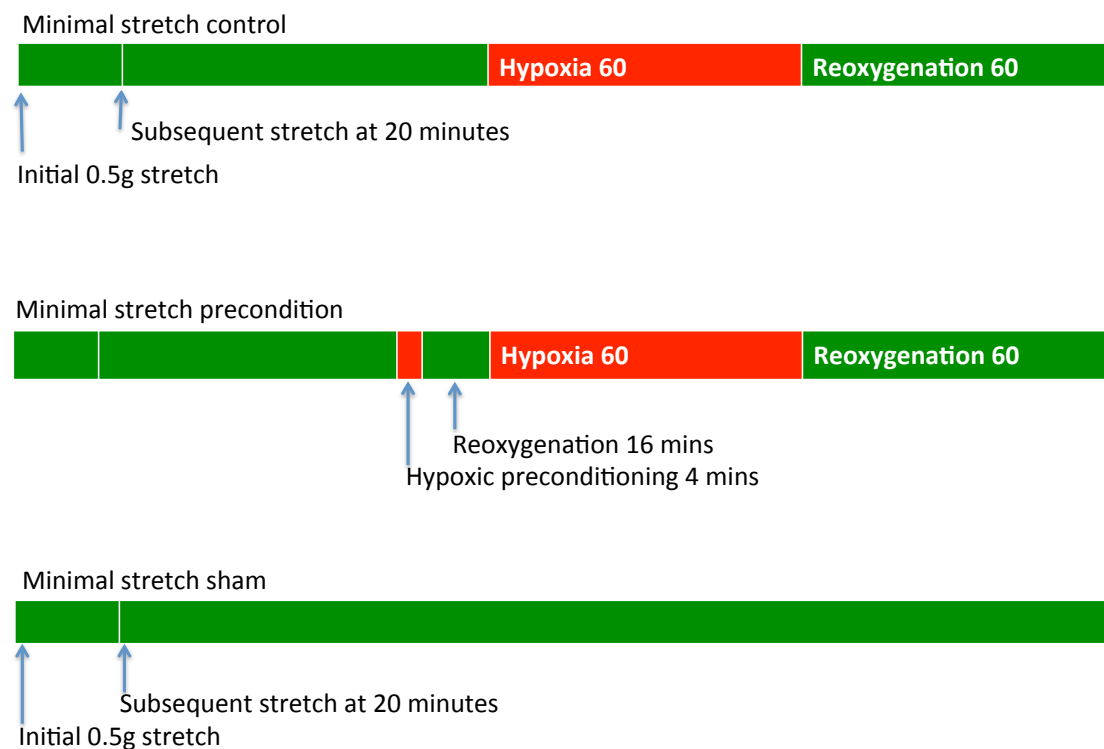 Minimal stretch control
Hypoxia 60
Reoxygenation 60
Subsequent stretch at 20 minutes
Initial 0.5g stretch
Minimal stretch precondition
Hypoxia 60
Reoxygenation 60
Reoxygenation 16 mins
Hypoxic preconditioning 4 mins
Minimal stretch sham
Subsequent stretch at 20 minutes
Initial 0.5g stretch